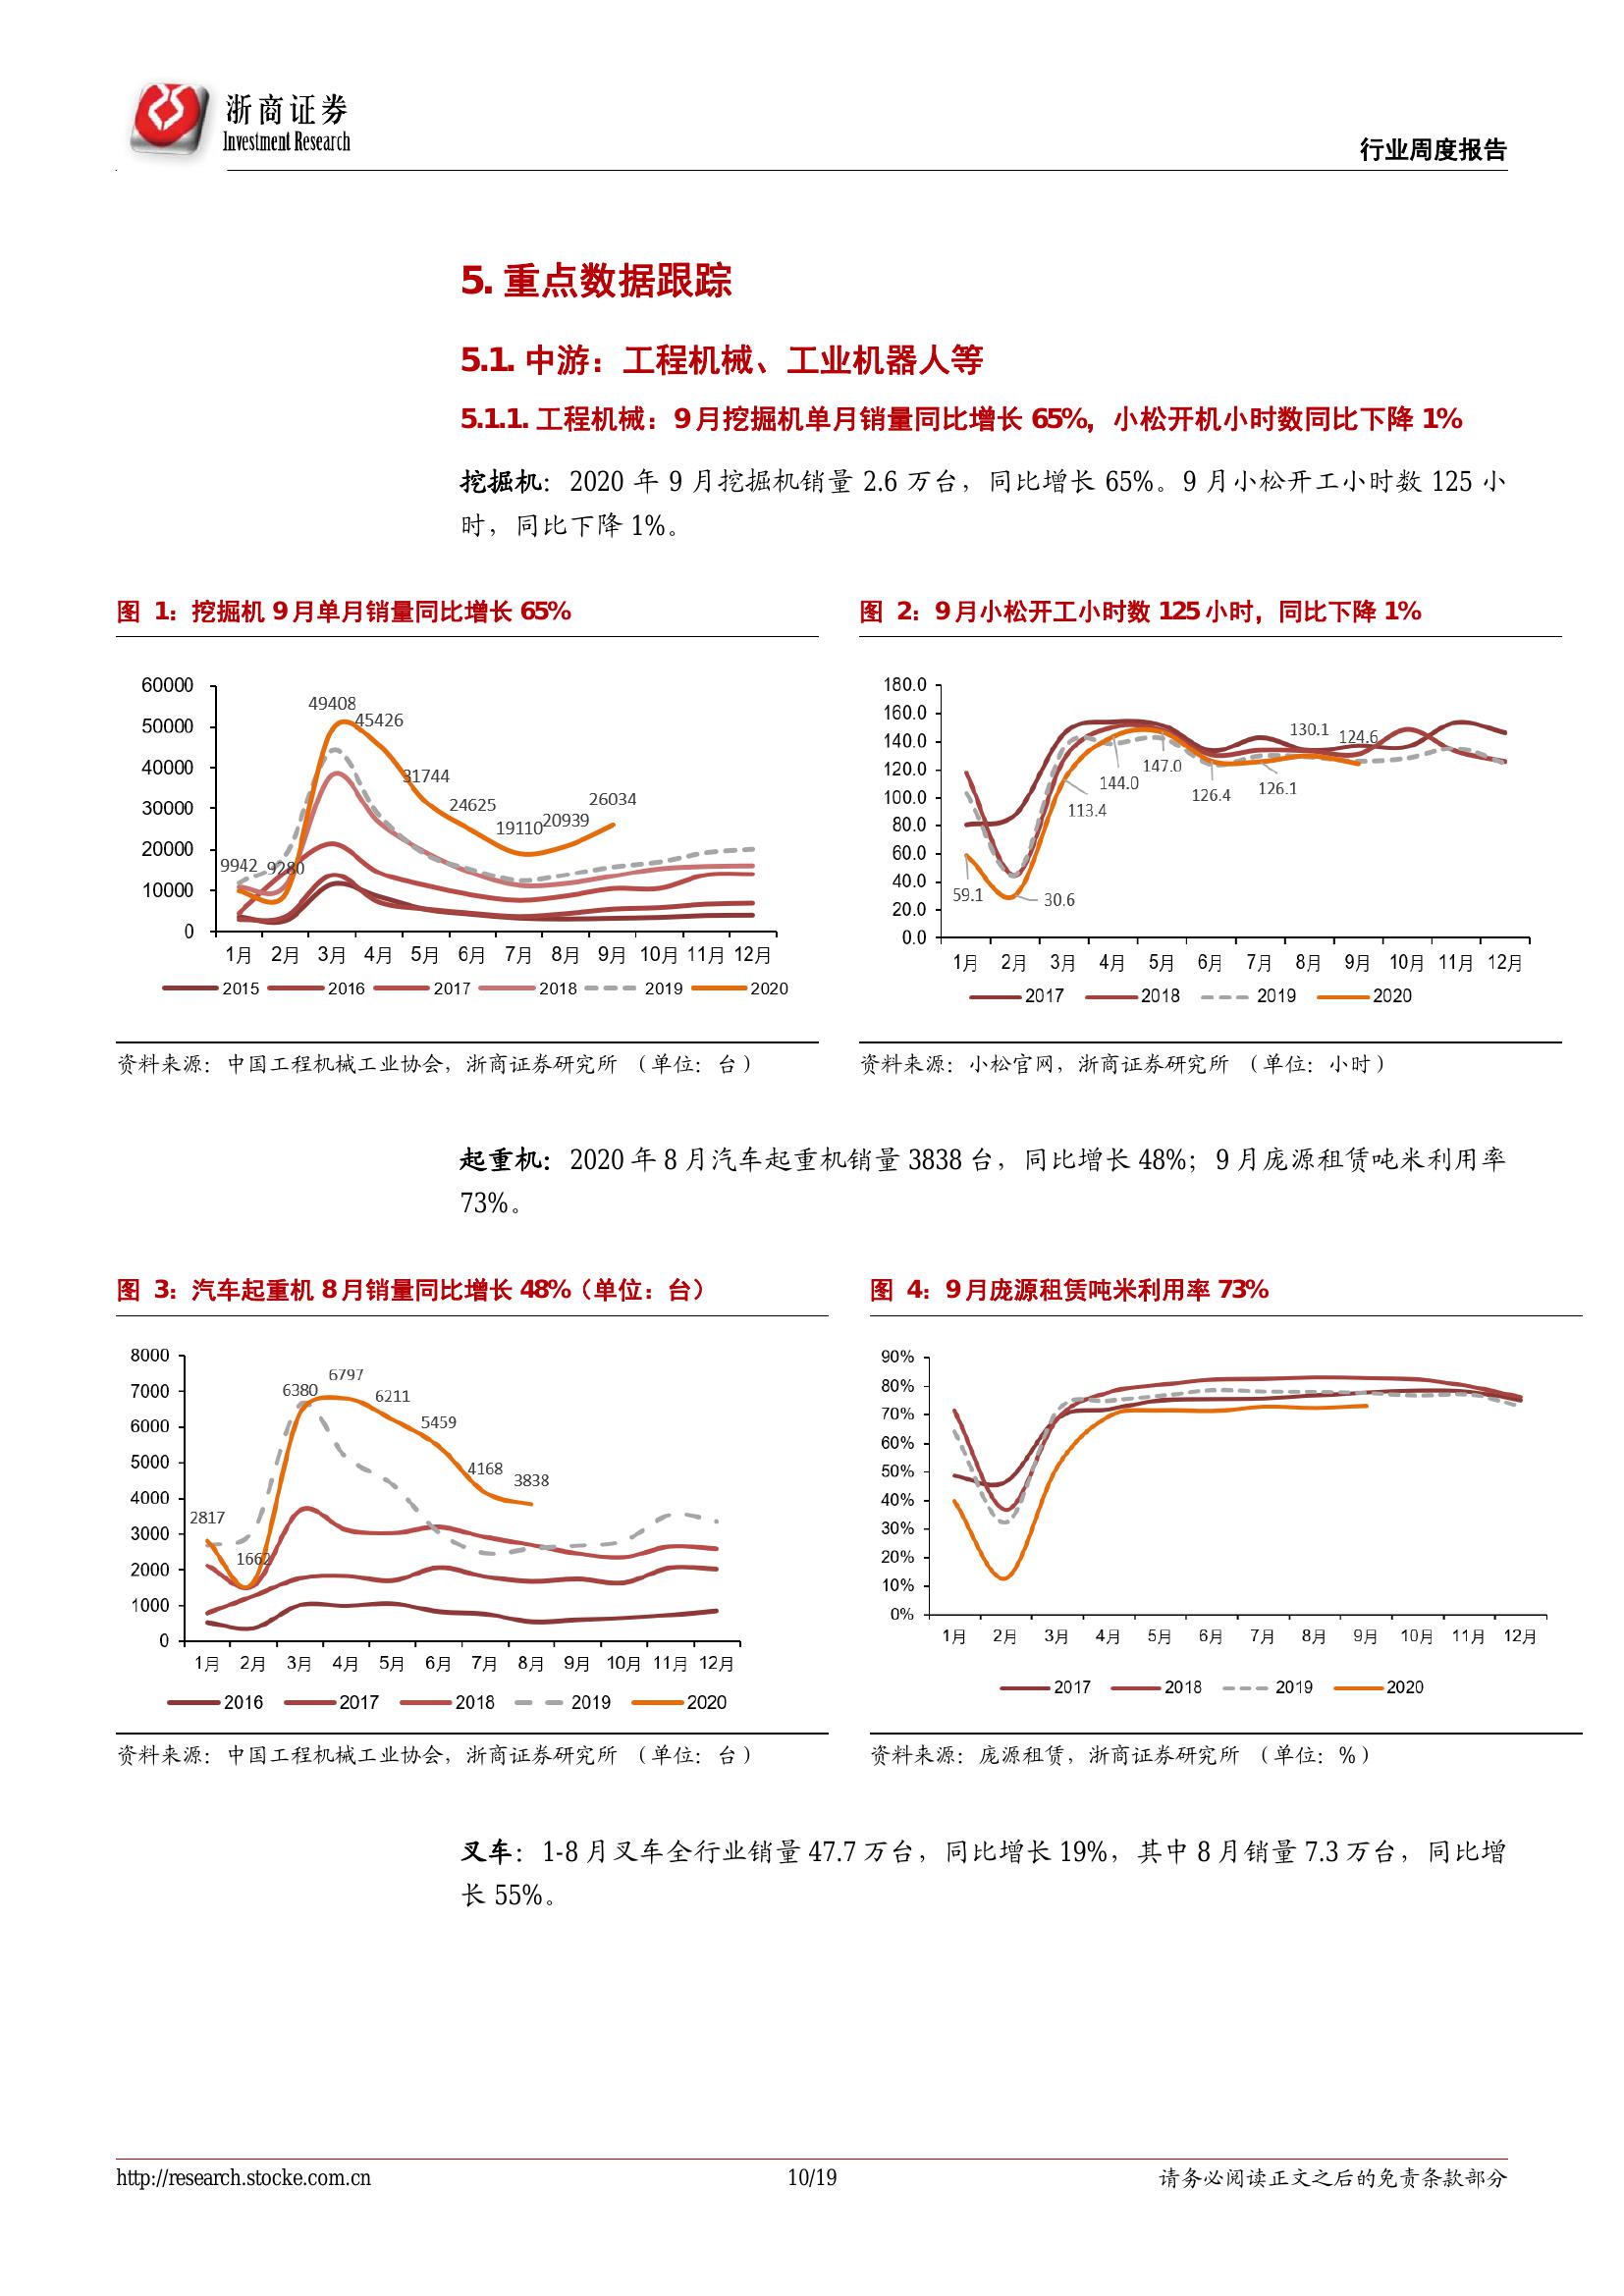 浙商证券
Investment Research
行业周度报告
5. 重点数据跟踪
5.1. 中游：工程机械、工业机器人等
5.1.1. 工程机械：9 月挖掘机单月销量同比增长 65%，小松开机小时数同比下降 1%
挖掘机：2020 年 9 月挖掘机销量 2.6 万台，同比增长 65%。9 月小松开工小时数 125 小
时，同比下降 1%。
图 1：挖掘机 9 月单月销量同比增长 65%
60000
50000
40000
30000
20000
10000
0
9942
9280
49408
45426
31744
24625
19110
20939
26034
1月 2月 3月 4月 5月 6月 7月 8月 9月 10月 11月 12月
2015 2016 2017 2018 2019 2020
资料来源：中国工程机械工业协会，浙商证券研究所 （单位：台）
图 2：9 月小松开工小时数 125 小时，同比下降 1%
180.0
160.0
140.0
120.0
100.0
80.0
60.0
40.0
20.0
0.0
59.1
30.6
113.4
144.0
147.0
126.4
126.1
130.1
124.6
1月 2月 3月 4月 5月 6月 7月 8月 9月 10月 11月 12月
2017 2018 2019 2020
资料来源：小松官网，浙商证券研究所 （单位：小时）
起重机：2020 年 8 月汽车起重机销量 3838 台，同比增长 48%；9 月庞源租赁吨米利用率
73%。
图 3：汽车起重机 8 月销量同比增长 48%（单位：台）
8000
7000
6000
5000
4000
3000
2000
1000
0
2817
1662
6380
6797
6211
5459
4168
3838
1月 2月 3月 4月 5月 6月 7月 8月 9月 10月 11月 12月
2016 2017 2018 2019 2020
资料来源：中国工程机械工业协会，浙商证券研究所 （单位：台）
图 4：9 月庞源租赁吨米利用率 73%
90%
80%
70%
60%
50%
40%
30%
20%
10%
0%
1月 2月 3月 4月 5月 6月 7月 8月 9月 10月 11月 12月
2017 2018 2019 2020
资料来源：庞源租赁，浙商证券研究所 （单位：%）
叉车：1-8 月叉车全行业销量 47.7 万台，同比增长 19%，其中 8 月销量 7.3 万台，同比增
长 55%。
http://research.stocke.com.cn
10/19
请务必阅读正文之后的免责条款部分